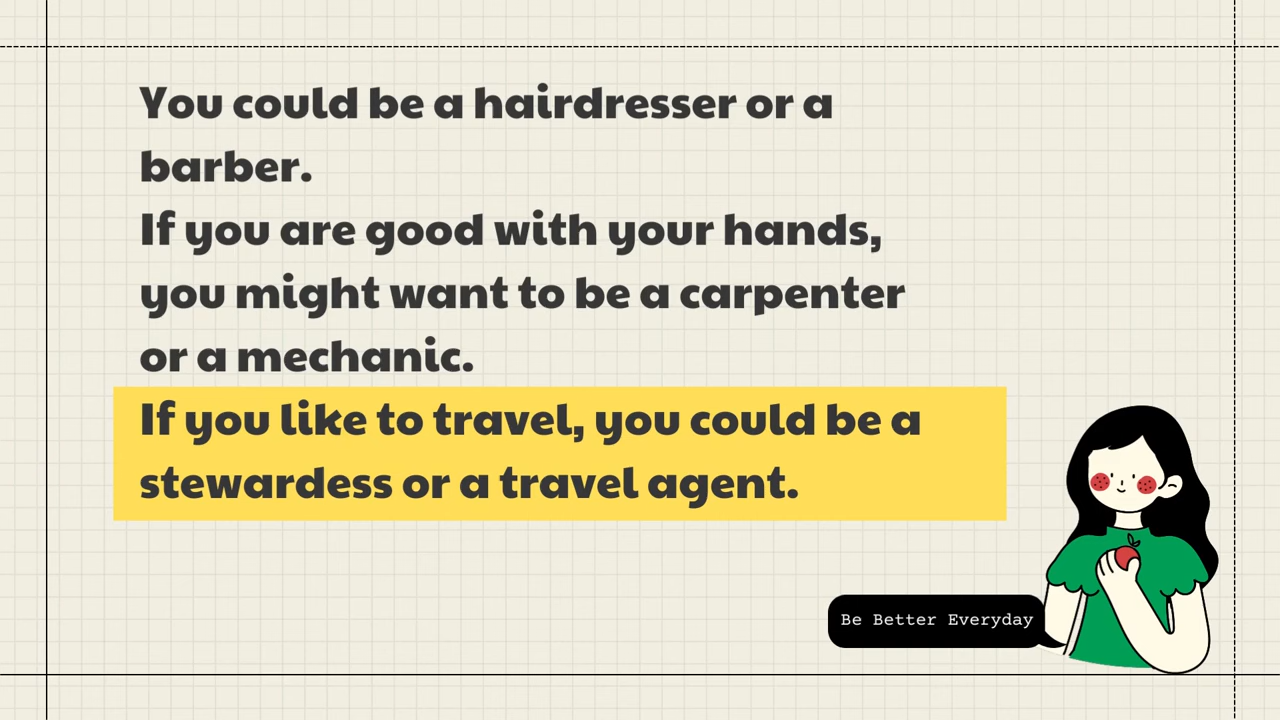 You could be a hairdresser or a
barber.
If you are good with your hands,
you might want to be a carpenter
or a mechanic.
If you like to travel, you could be a
stewardess or a travel agent.
Be Better Everyday